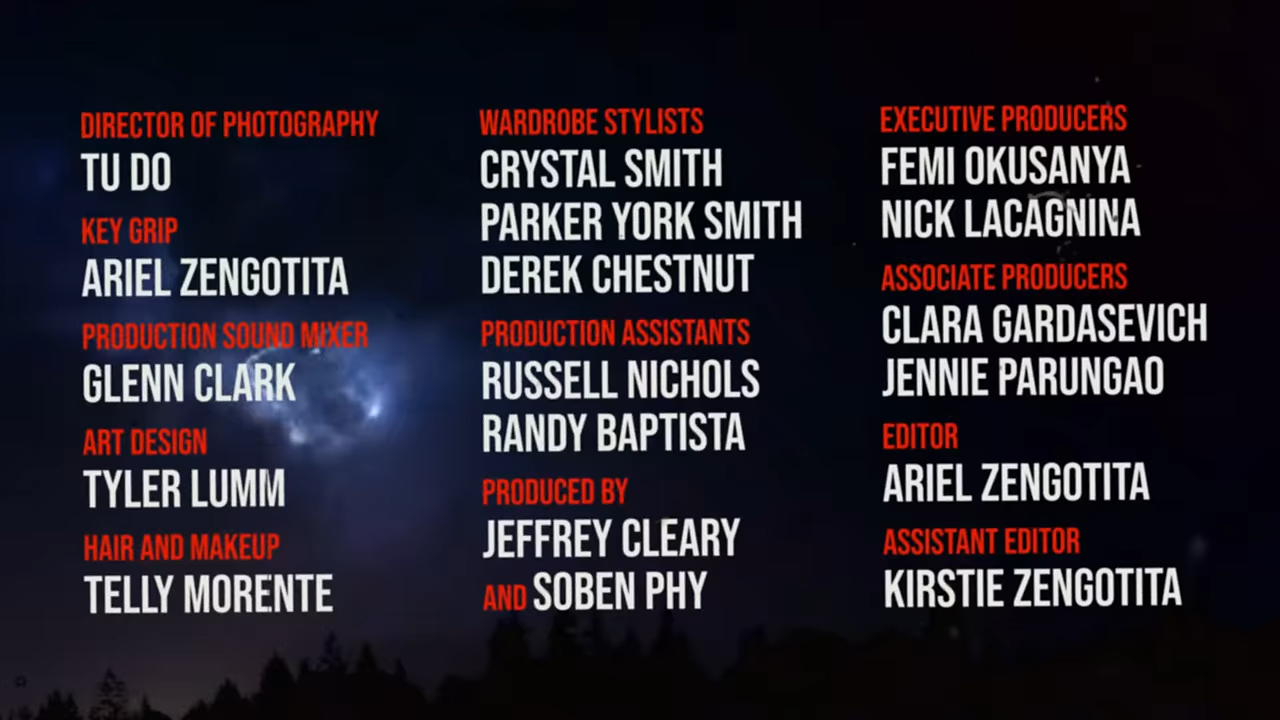 DIRECTOR OF PHOTOGRAPHY
TU DO
KEY GRIP
ARIEL ZENGOTITA
PRODUCTION SOUND MIXER
GLENN CLARK
ART DESIGN
TYLER LUMM
HAIR AND MAKEUP
TELLY MORENTE
WARDROBE STYLISTS
CRYSTAL SMITH
PARKER YORK SMITH
DEREK CHESTNUT
PRODUCTION ASSISTANTS
RUSSELL NICHOLS
RANDY BAPTISTA
PRODUCED BY
JEFFREY CLEARY
AND SOBEN PHY
EXECUTIVE PRODUCERS
FEMI OKUSANYA
NICK LACAGNINA
ASSOCIATE PRODUCERS
CLARA GARDASEVICH
JENNIE PARUNGAO
EDITOR
ARIEL ZENGOTITA
ASSISTANT EDITOR
KIRSTIE ZENGOTITA